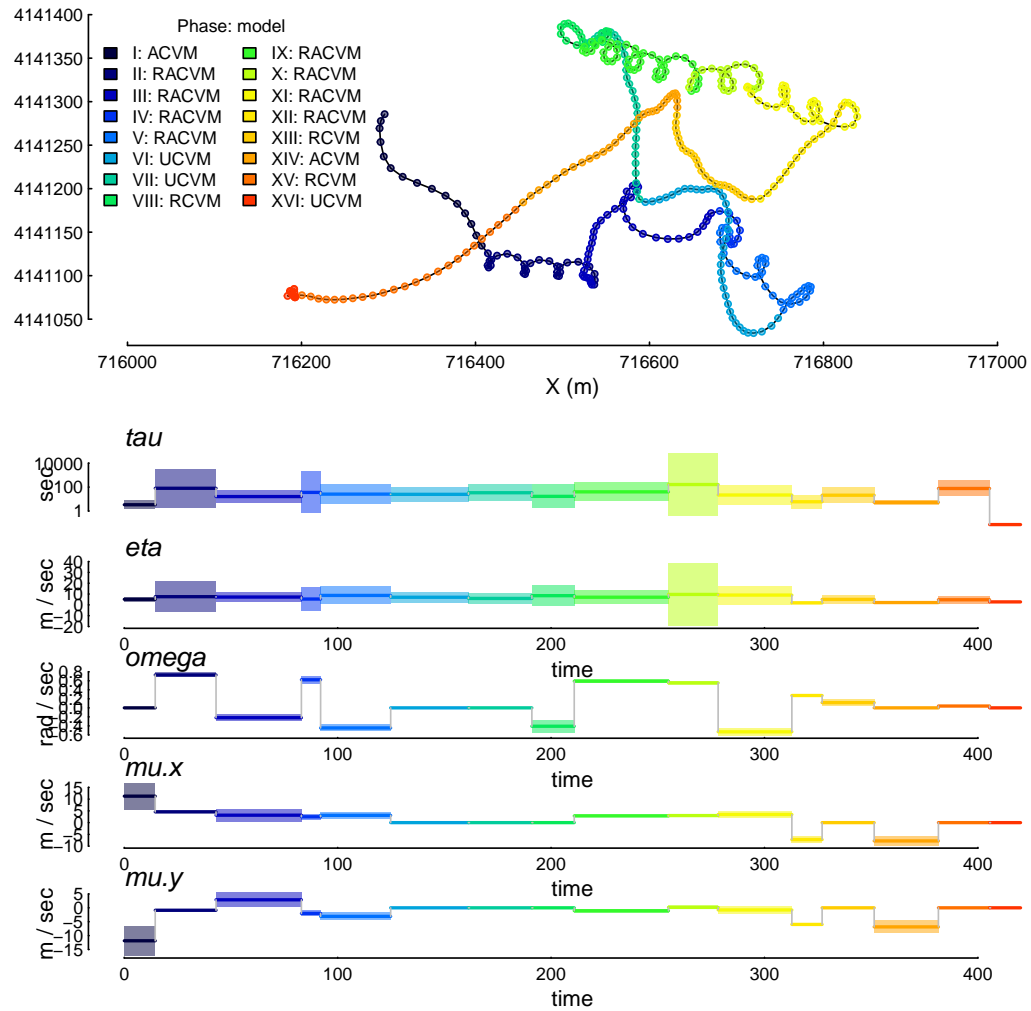 4141400
4141350
4141300
4141250
4141200
4141150
4141100
4141050
Phase: model
I: ACVM
II: RACVM
III: RACVM
IV: RACVM
V: RACVM
VI: UCVM
VII: UCVM
VIII: RCVM
IX: RACVM
X: RACVM
XI: RACVM
XII: RACVM
XIII: RCVM
XIV: ACVM
XV: RCVM
XVI: UCVM
716000 716200 716400 716600 716800 717000
X (m)
tau
sec
10000
100
1
eta
m / sec
40
30
20
10
0
−20
0 100 200 300 400
time
omega
rad / sec
0.8
0.6
0.4
0.2
0.0
0.2
0.4
0.6
0 100 200 300 400
time
mu.x
m / sec
15
10
5
0
−10
0 100 200 300 400
time
mu.y
m / sec
5
0
−5
−10
−15
0 100 200 300 400
time